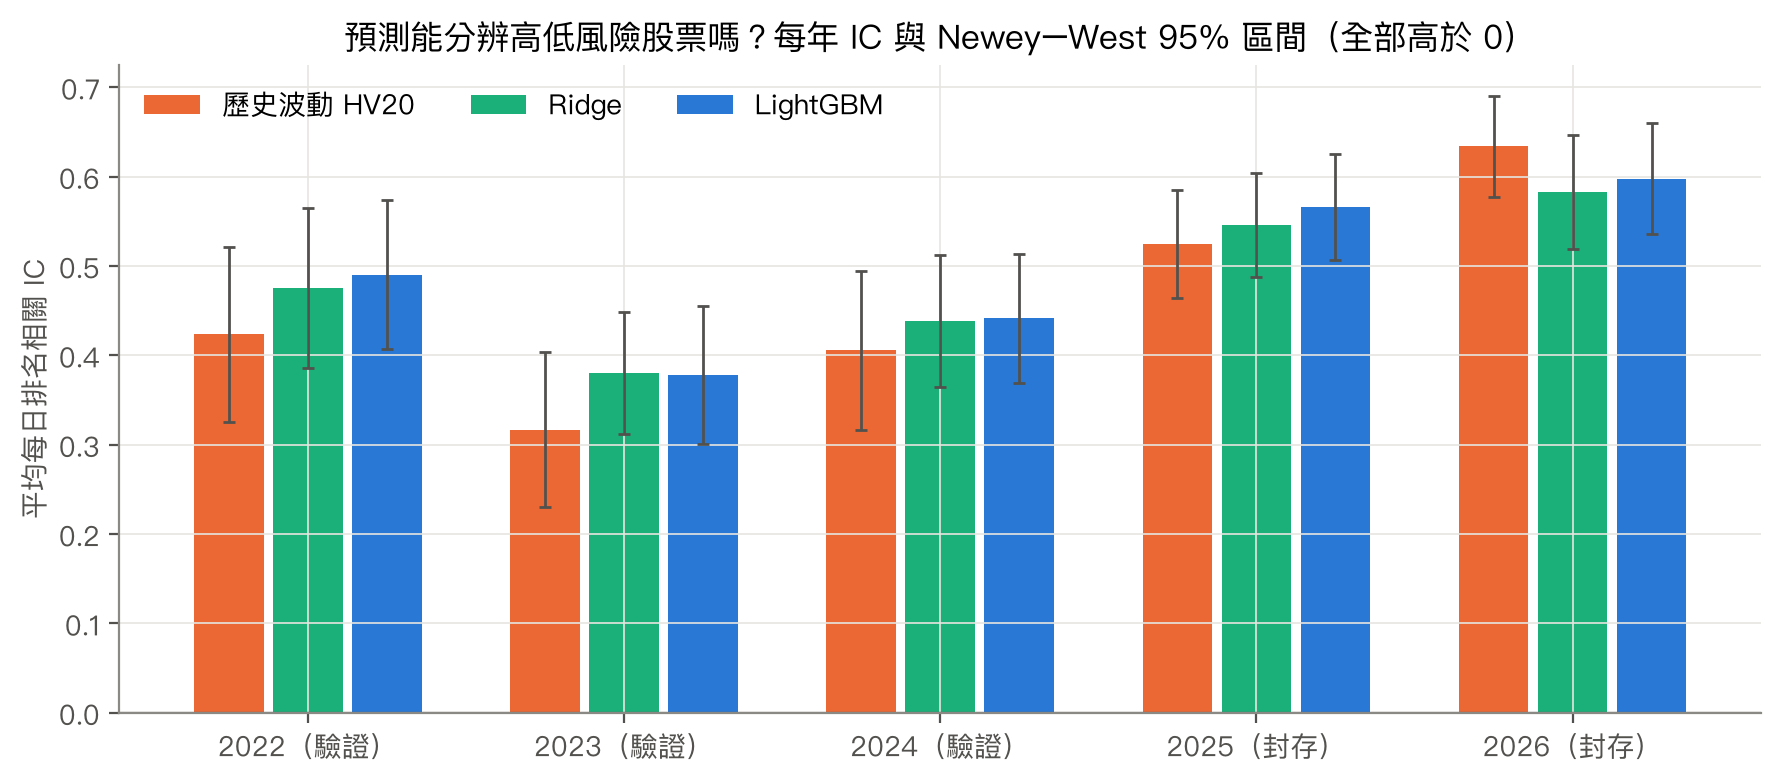 預測能分辨高低風險股票嗎？每年 IC 與 Newey—West 95% 區間（全部高於 0）
歷史波動 HV20
Ridge
LightGBM
平均每日排名相關 IC
0.7
0.6
0.5
0.4
0.3
0.2
0.1
0.0
2022（驗證）
2023（驗證）
2024（驗證）
2025（封存）
2026（封存）